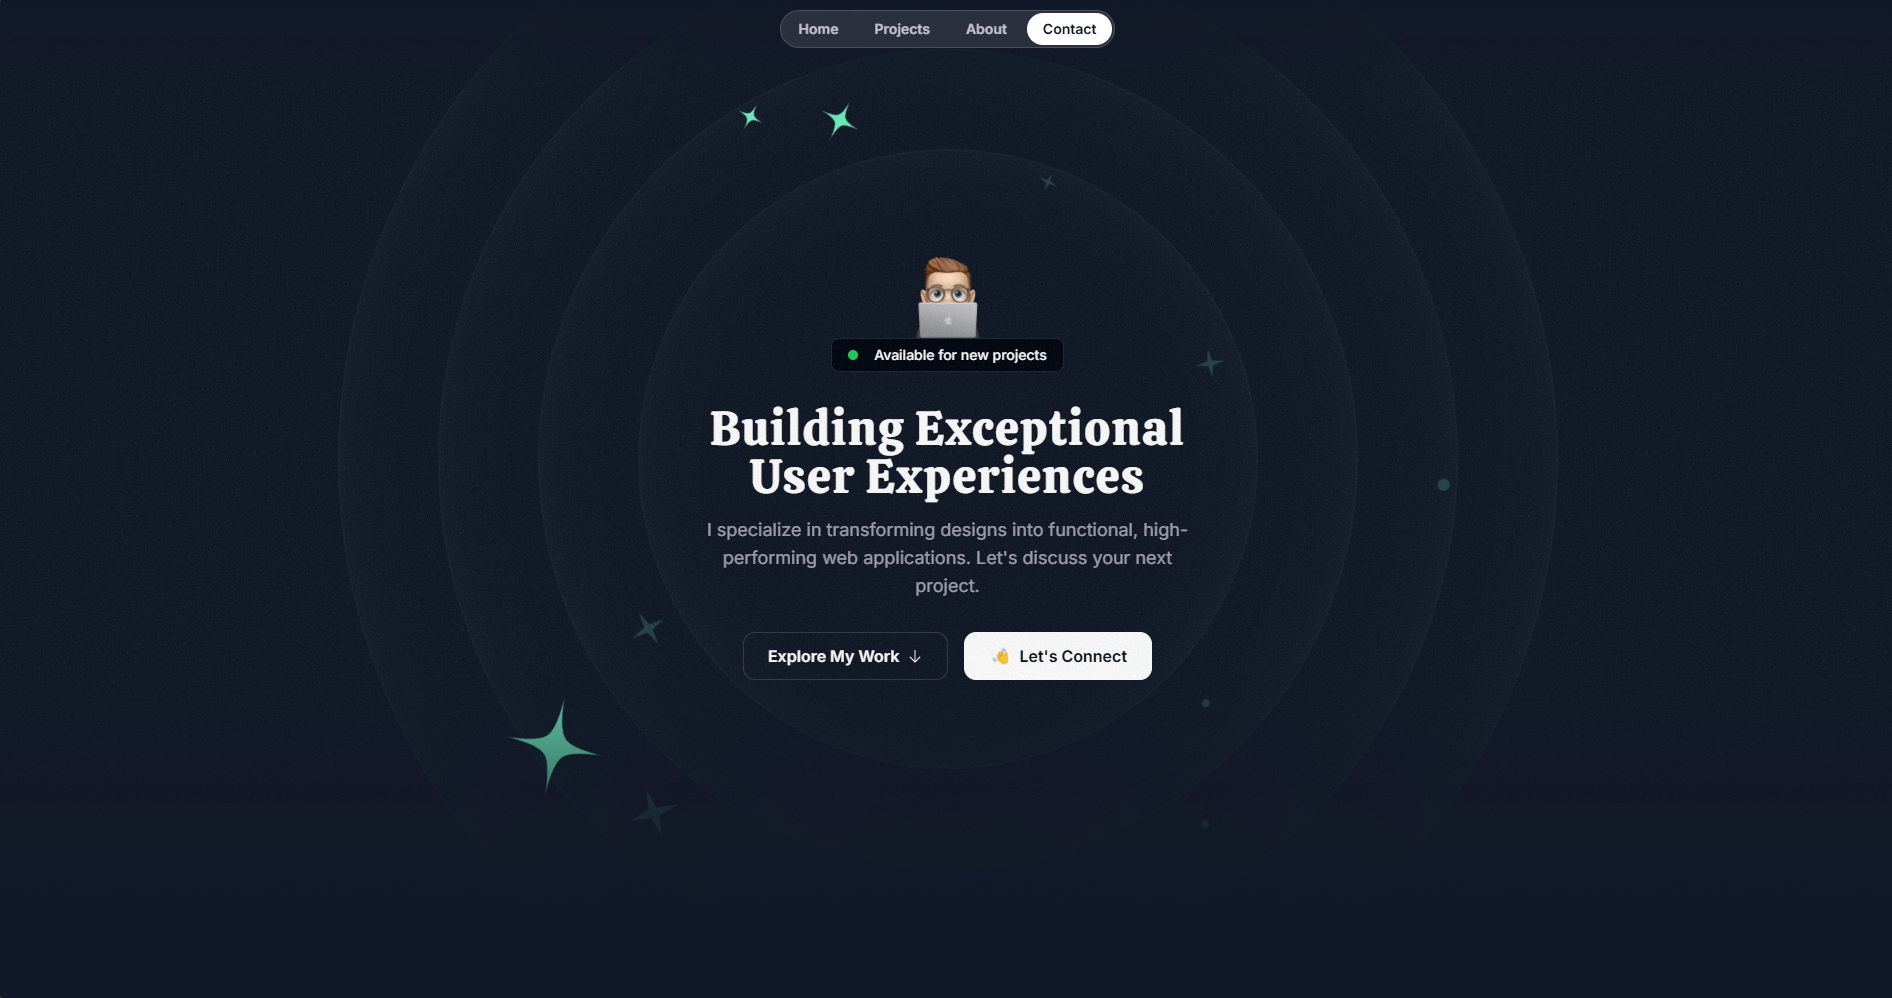 Home Projects About Contact
Available for new projects
Building Exceptional
User Experiences
I specialize in transforming designs into functional, high-
performing web applications. Let's discuss your next
project.
Explore My Work ↓ 👋 Let's Connect